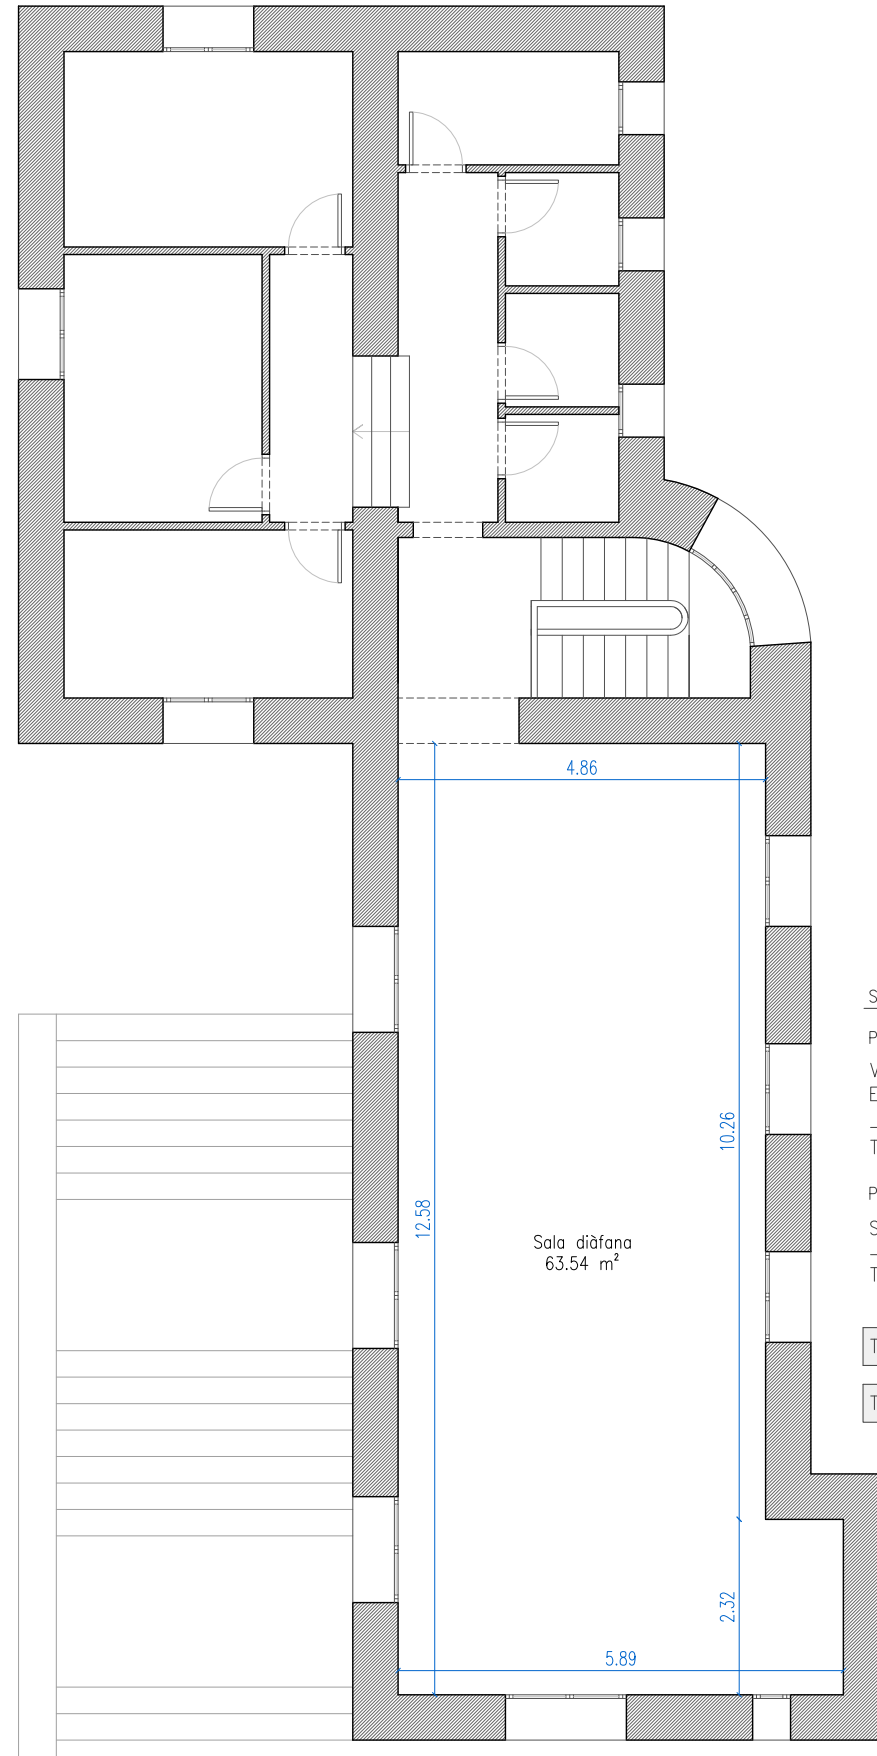 4.86
S
P
V
E
10.26
T
P
12.58
S
Sala diàfana
63.54 m²
T
T
T
2.32
5.89